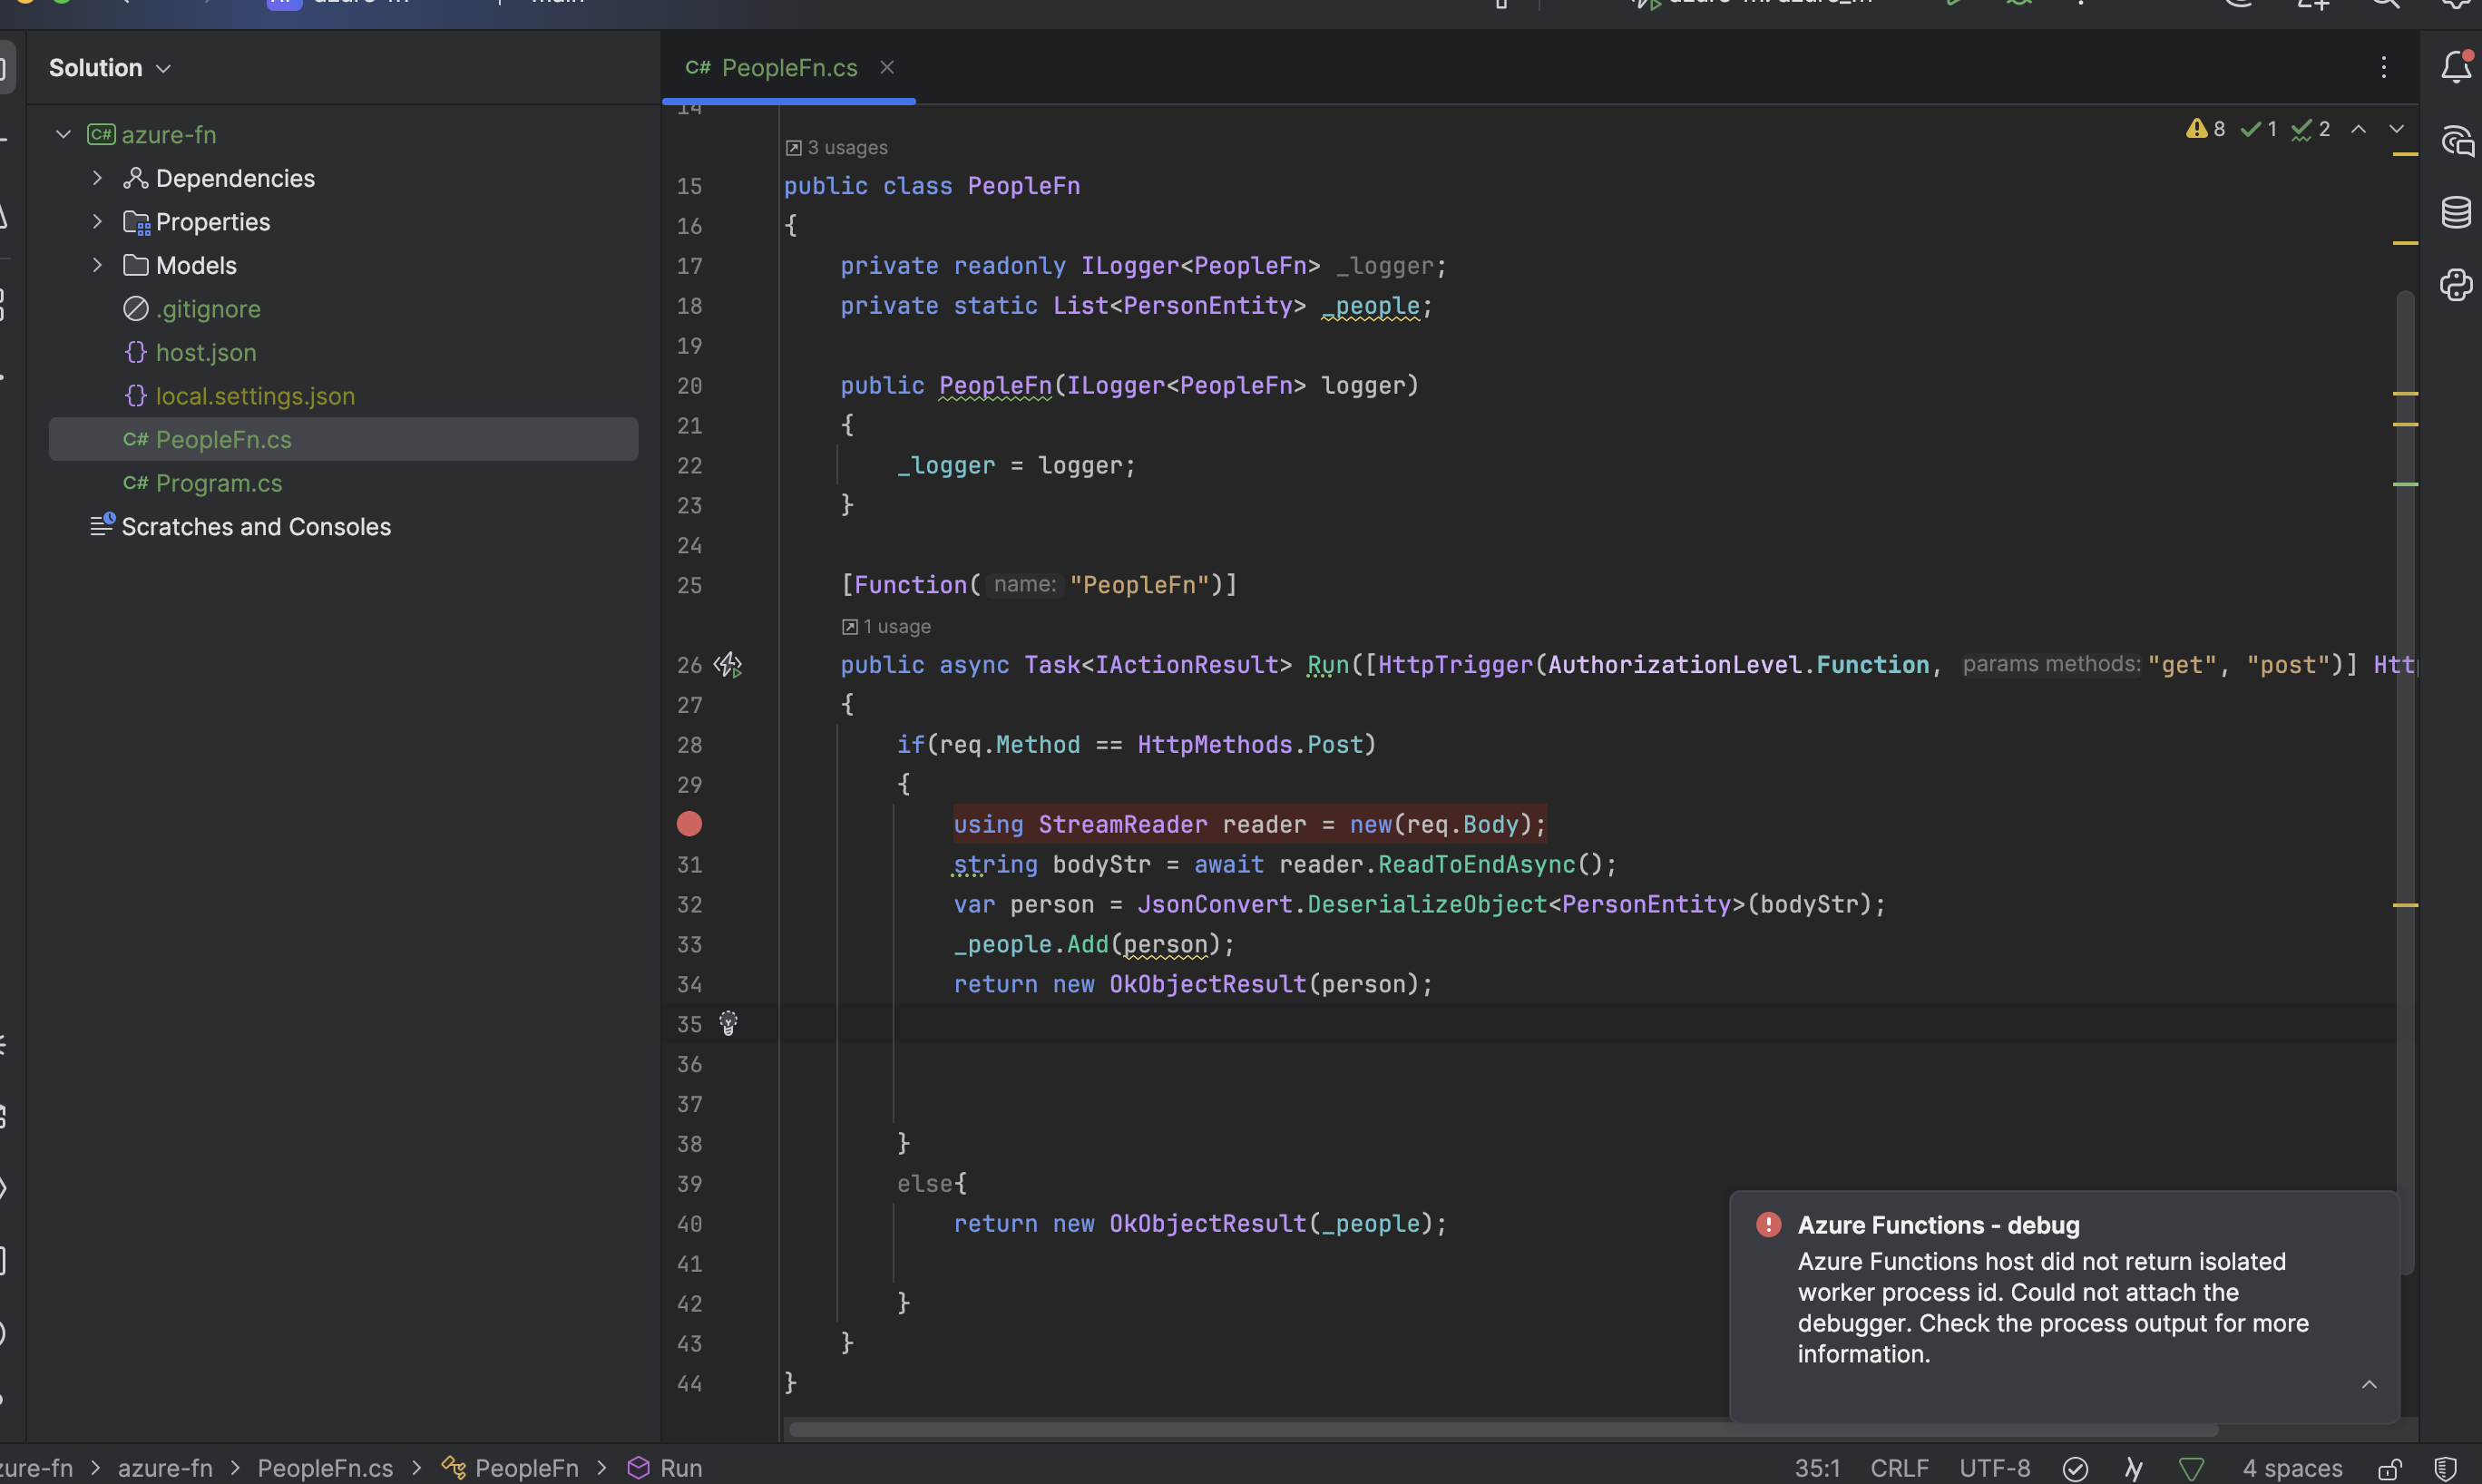 Solution
C# PeopleFn.cs
azure-fn
Dependencies
Properties
Models
.gitignore
host.json
local.settings.json
C# PeopleFn.cs
C# Program.cs
Scratches and Consoles
8 1 2
14
3 usages
15 public class PeopleFn
16 {
17 private readonly ILogger<PeopleFn> _logger;
18 private static List<PersonEntity> _people;
19
20 public PeopleFn(ILogger<PeopleFn> logger)
21 {
22 _logger = logger;
23 }
24
25 [Function( name: "PeopleFn")]
1 usage
26 public async Task<IActionResult> Run([HttpTrigger(AuthorizationLevel.Function, params methods: "get", "post")] Htt
27 {
28 if(req.Method == HttpMethods.Post)
29 {
using StreamReader reader = new(req.Body);
31 string bodyStr = await reader.ReadToEndAsync();
32 var person = JsonConvert.DeserializeObject<PersonEntity>(bodyStr);
33 _people.Add(person);
34 return new OkObjectResult(person);
35
36
37
38 }
39 else{
40 return new OkObjectResult(_people);
41
42 }
43 }
44 }
Azure Functions - debug
Azure Functions host did not return isolated
worker process id. Could not attach the
debugger. Check the process output for more
information.
zure-fn > azure-fn > PeopleFn.cs > PeopleFn > Run
35:1 CRLF UTF-8 4 spaces